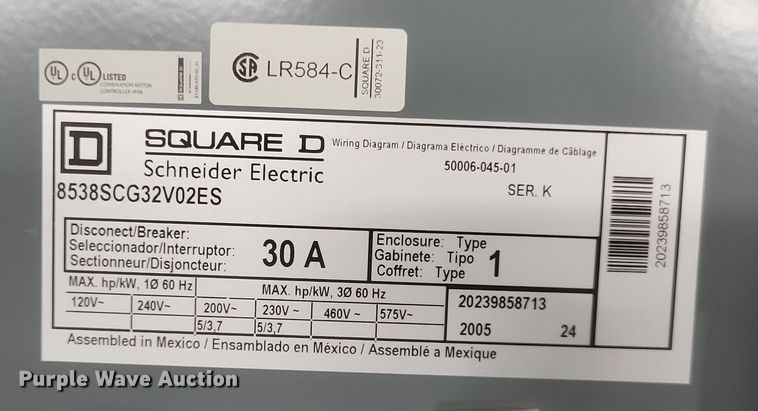 UL c UL LISTED
COMBINATION MOTOR
CONTROLLER
SA LR584-C
SQUARE D
30072-311-23
D SQUARE D
Schneider Electric
Wiring Diagram / Diagrama Eléctrico / Diagramme de Câblage
50006-045-01
8538SCG32V02ES
SER. K
Disconect/Breaker:
Seleccionador/Interruptor:
Sectionneur/Disjoncteur:
30 A
Enclosure: Type
Gabinete: Tipo
Coffret: Type
1
MAX. hp/kW, 1Ø 60 Hz
MAX. hp/kW, 3Ø 60 Hz
120V~ 240V~ 200V~ 230V ~ 460V ~ 575V~
5/3,7 5/3,7
20239858713
2005 24
Assembled in Mexico / Ensamblado en México / Assemblé a Mexique
20239858713
Purple Wave Auction